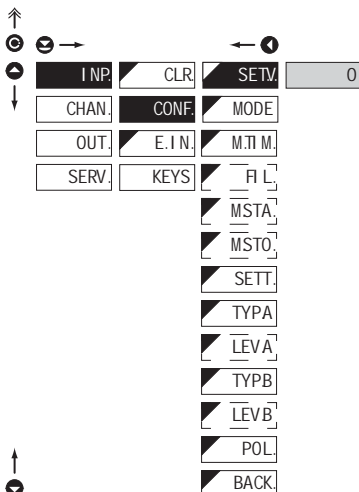 INP. CLR. SETV. 0
CHAN. CONF. MODE
OUT. E.IN. M.TIM.
SERV. KEYS FIL.
MSTA.
MSTO.
SETT.
TYPA
LEVA
TYPB
LEVB
POL.
BACK.